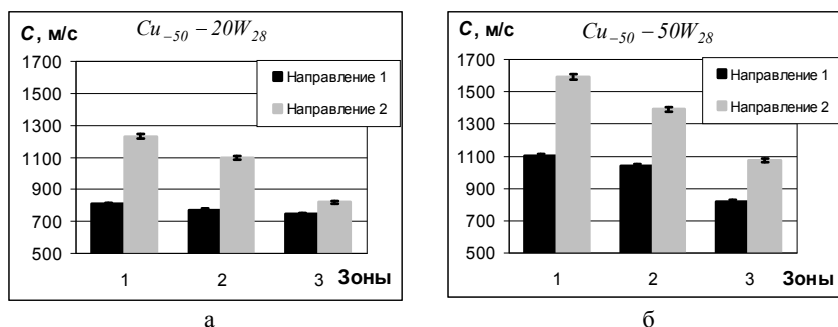 C, м/с
Cu₋₅₀ – 20W₂₈
1700
1500
1300
1100
900
700
500
Направление 1
Направление 2
1 2 3 Зоны
а
C, м/с
Cu₋₅₀ – 50W₂₈
1700
1500
1300
1100
900
700
500
Направление 1
Направление 2
1 2 3 Зоны
б